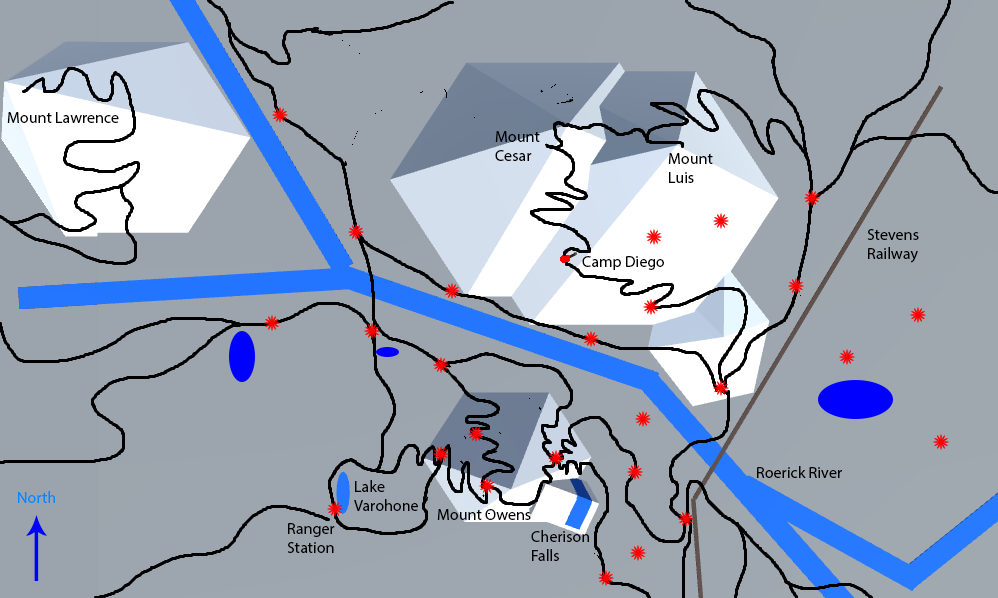 Mount Lawrence
Mount
Cesar
Mount
Luis
Stevens
Railway
Camp Diego
Roerick River
North
Lake
Varohone
Mount Owens
Ranger
Station
Cherison
Falls